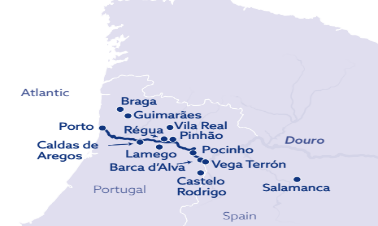 Atlantic
Braga
Guimarães
Porto
Régua
Vila Real
Pinhão
Douro
Caldas de
Aregos
Lamego
Pocinho
Barca d'Alva
Vega Terrón
Portugal
Castelo
Rodrigo
Salamanca
Spain